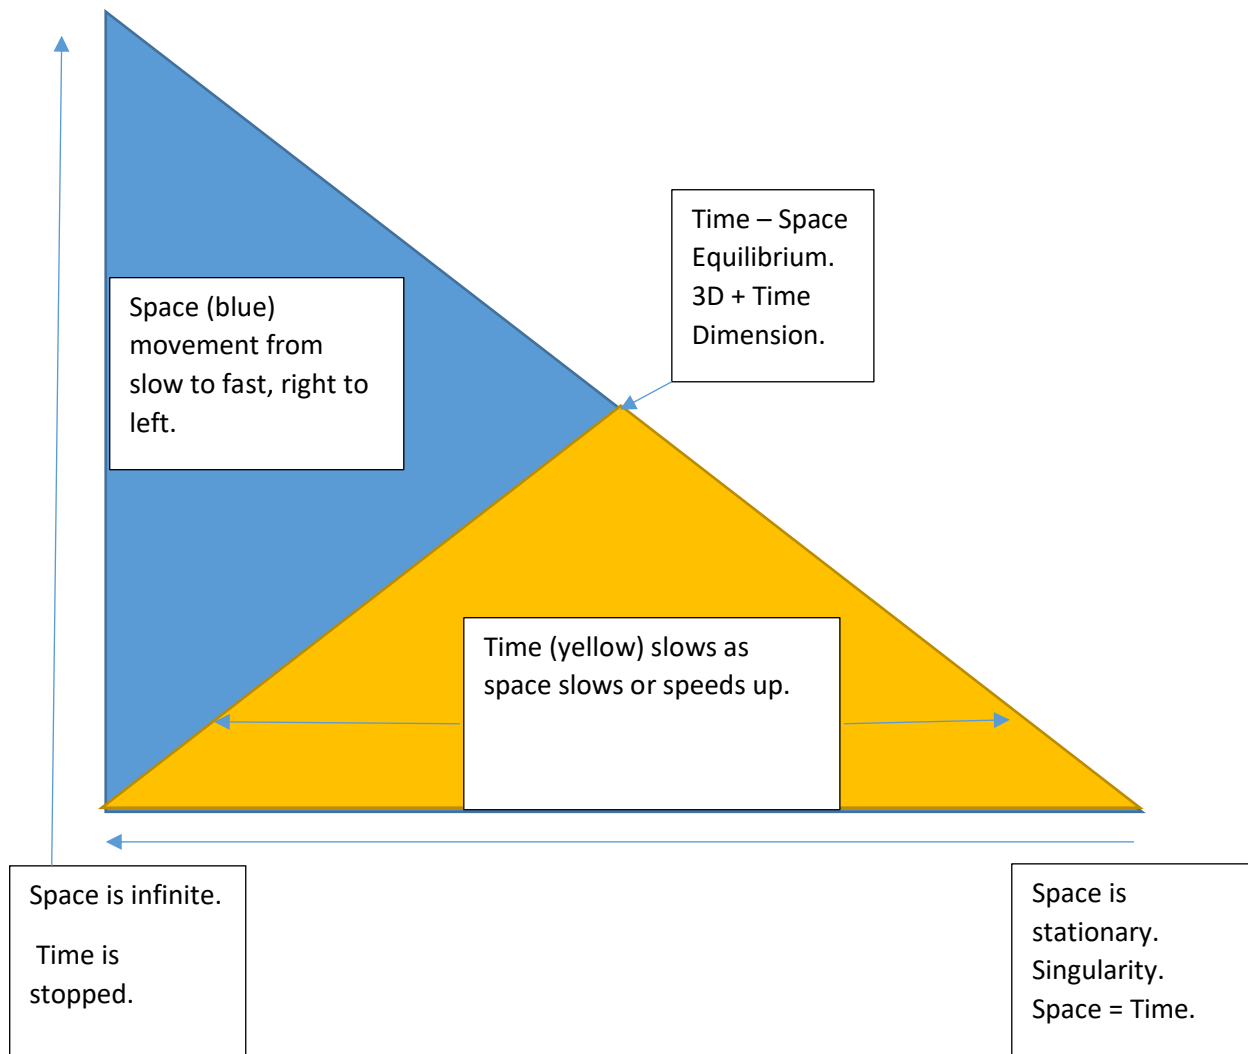 Time – Space
Equilibrium.
3D + Time
Dimension.
Space (blue)
movement from
slow to fast, right to
left.
Time (yellow) slows as
space slows or speeds up.
Space is infinite.
Time is
stopped.
Space is
stationary.
Singularity.
Space = Time.